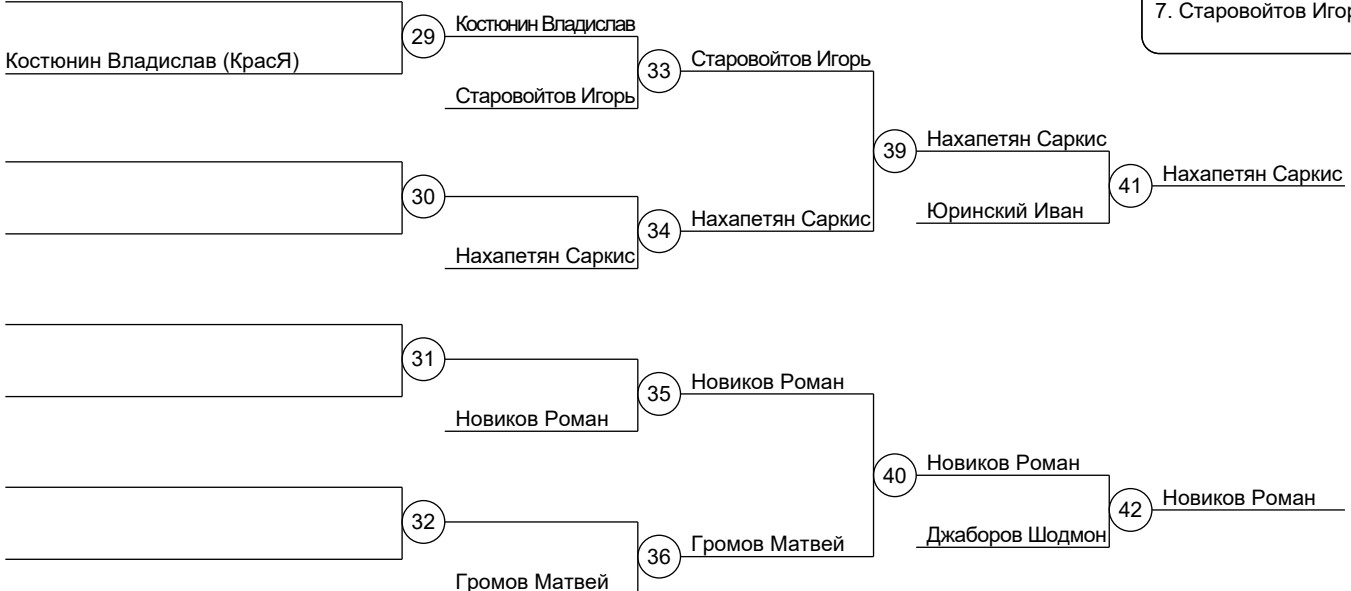 7. Старовойтов Игор
29
Костюнин Владислав
Костюнин Владислав (КрасЯ)
33
Старовойтов Игорь
Старовойтов Игорь
39
Нахапетян Саркис
41
Нахапетян Саркис
30
Юринский Иван
34
Нахапетян Саркис
Нахапетян Саркис
31
35
Новиков Роман
Новиков Роман
40
Новиков Роман
42
Новиков Роман
32
Джаборов Шодмон
36
Громов Матвей
Громов Матвей